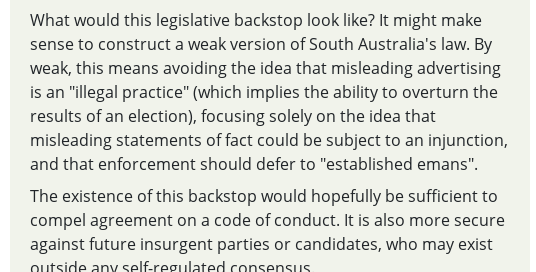 What would this legislative backstop look like? It might make
sense to construct a weak version of South Australia's law. By
weak, this means avoiding the idea that misleading advertising
is an "illegal practice" (which implies the ability to overturn the
results of an election), focusing solely on the idea that
misleading statements of fact could be subject to an injunction,
and that enforcement should defer to "established emans".
The existence of this backstop would hopefully be sufficient to
compel agreement on a code of conduct. It is also more secure
against future insurgent parties or candidates, who may exist
outside any self-regulated consensus.